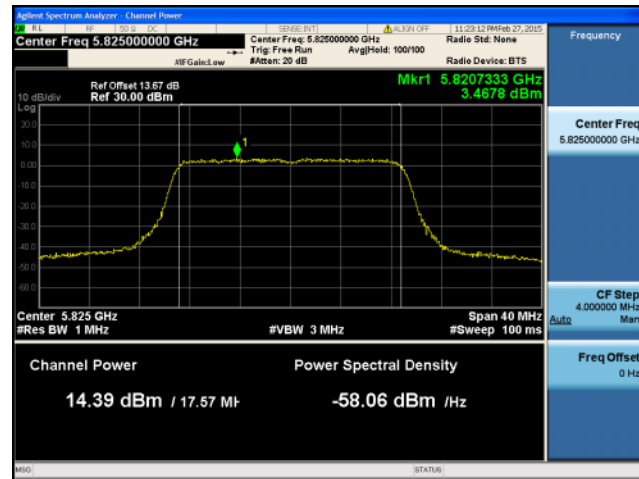 Agilent Spectrum Analyzer - Channel Power
RL RF 50 Ω DC SENSE:INT ALIGN OFF 11:23:12 PM Feb 27, 2015
Center Freq 5.825000000 GHz
Center Freq: 5.825000000 GHz
Radio Std: None
Trig: Free Run Avg|Hold: 100/100
#IFGain:Low #Atten: 20 dB Radio Device: BTS
Mkr1 5.8207333 GHz
3.4678 dBm
Ref Offset 13.67 dB
10 dB/div Ref 30.00 dBm
Log
20.0
10.0
0.00
-10.0
-20.0
-30.0
-40.0
-50.0
-60.0
1
Center 5.825 GHz Span 40 MHz
#Res BW 1 MHz #VBW 3 MHz #Sweep 100 ms
Channel Power Power Spectral Density
14.39 dBm / 17.57 MH -58.06 dBm /Hz
MSG STATUS
Frequency
Center Freq
5.825000000 GHz
CF Step
4.000000 MHz
Auto Man
Freq Offset
0 Hz